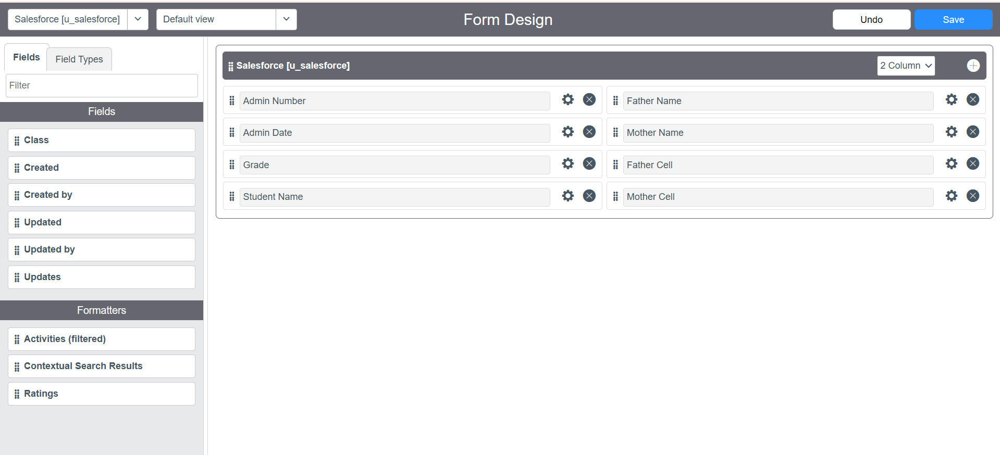 Salesforce [u_salesforce]
Default view
Form Design
Undo
Save
Fields
Field Types
Filter
Fields
Class
Created
Created by
Updated
Updated by
Updates
Formatters
Activities (filtered)
Contextual Search Results
Ratings
Salesforce [u_salesforce]
2 Column
Admin Number
Father Name
Admin Date
Mother Name
Grade
Father Cell
Student Name
Mother Cell